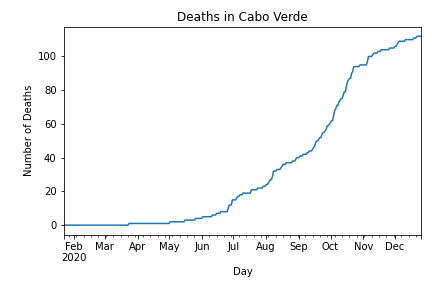 Deaths in Cabo Verde
Number of Deaths
100
80
60
40
20
0
Feb Mar Apr May Jun Jul Aug Sep Oct Nov Dec
2020
Day